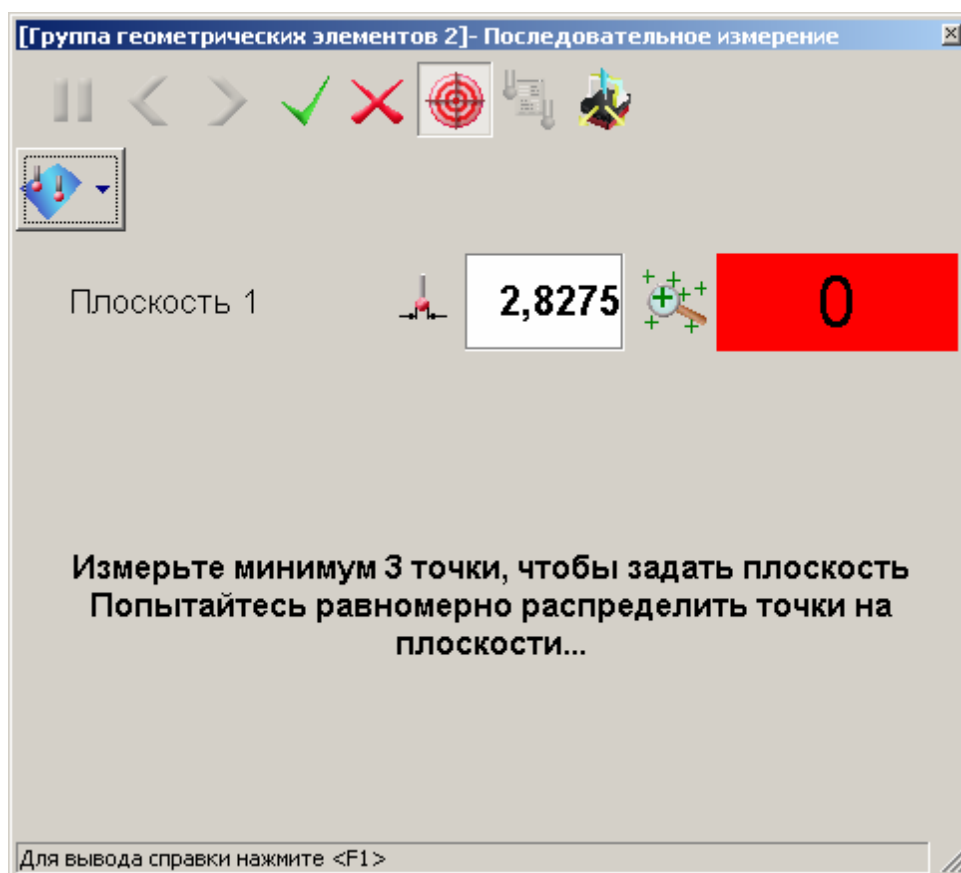 [Группа геометрических элементов 2]- Последовательное измерение
Плоскость 1
2,8275
0
Измерьте минимум 3 точки, чтобы задать плоскость
Попытайтесь равномерно распределить точки на
плоскости...
Для вывода справки нажмите <F1>